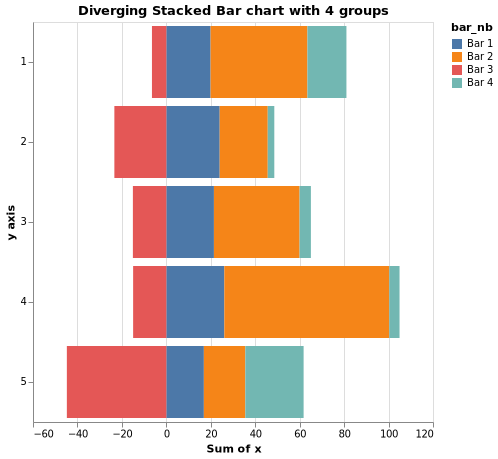 Diverging Stacked Bar chart with 4 groups
bar_nb
Bar 1
Bar 2
Bar 3
Bar 4
y axis
1
2
3
4
5
−60 −40 −20 0 20 40 60 80 100 120
Sum of x